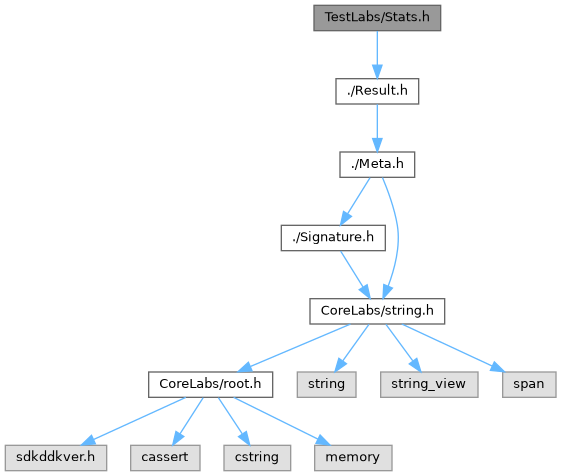 TestLabs/Stats.h
./Result.h
./Meta.h
./Signature.h
CoreLabs/string.h
CoreLabs/root.h
string
string_view
span
sdkddkver.h
cassert
cstring
memory